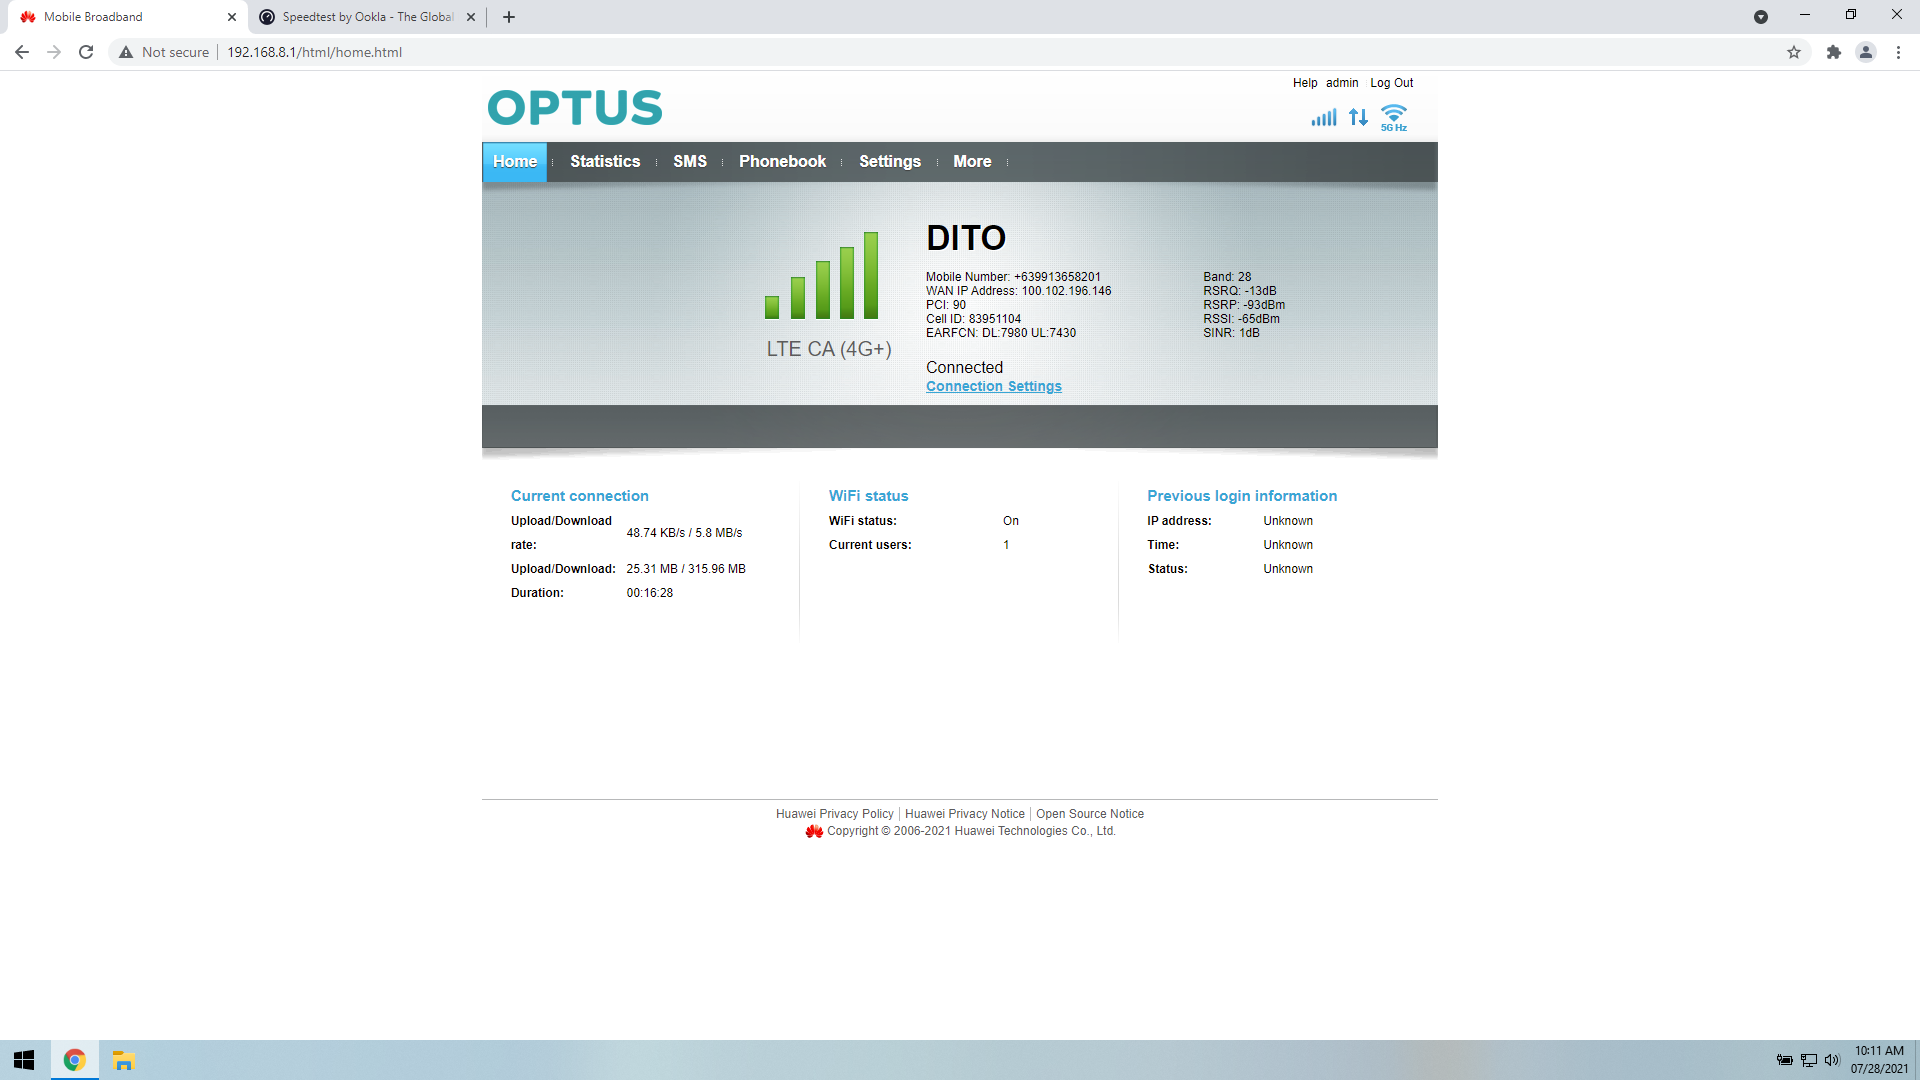 Mobile Broadband
Speedtest by Ookla - The Global
Not secure
192.168.8.1/html/home.html
Help admin Log Out
OPTUS
5G Hz
Home Statistics SMS Phonebook Settings More
DITO
Mobile Number: +639913658201
WAN IP Address: 100.102.196.146
PCI: 90
Cell ID: 83951104
EARFCN: DL:7980 UL:7430
Band: 28
RSRQ: -13dB
RSRP: -93dBm
RSSI: -65dBm
SINR: 1dB
LTE CA (4G+)
Connected
Connection Settings
Current connection
Upload/Download rate: 48.74 KB/s / 5.8 MB/s
Upload/Download: 25.31 MB / 315.96 MB
Duration: 00:16:28
WiFi status
WiFi status: On
Current users: 1
Previous login information
IP address: Unknown
Time: Unknown
Status: Unknown
Huawei Privacy Policy Huawei Privacy Notice Open Source Notice
Copyright © 2006-2021 Huawei Technologies Co., Ltd.
10:11 AM
07/28/2021